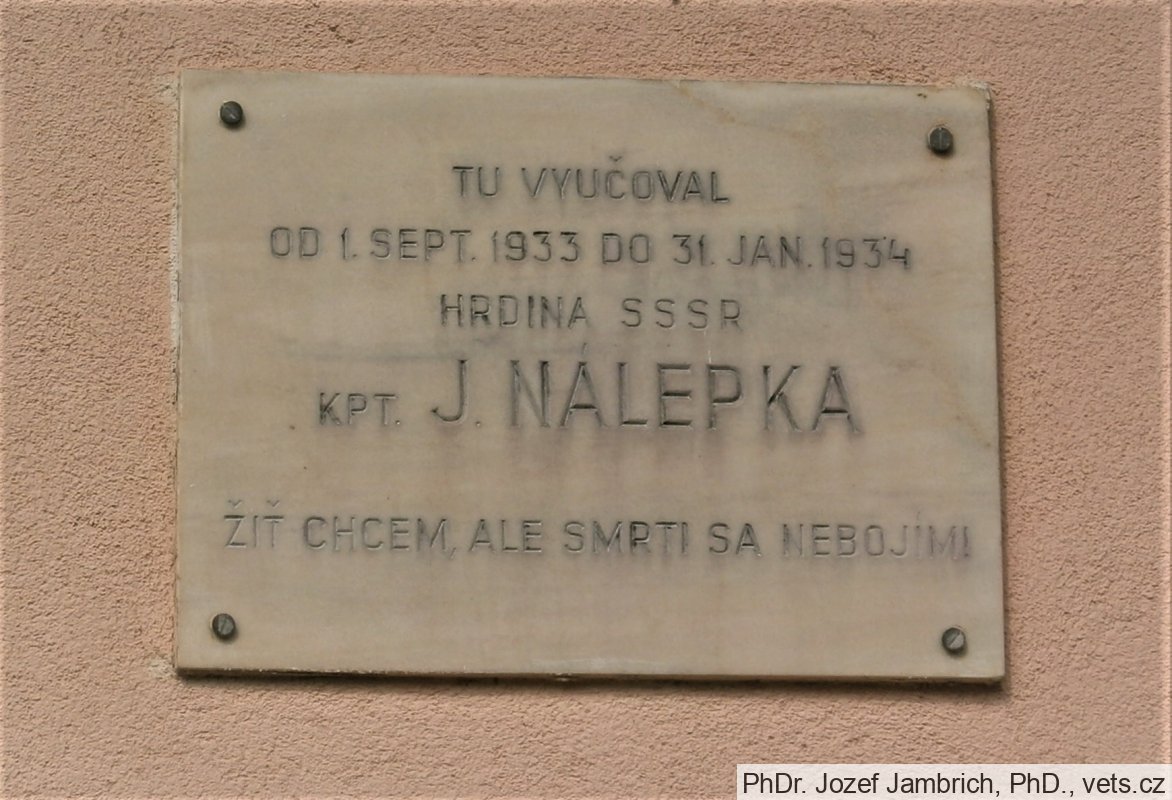 TU VYUČOVAL
OD 1. SEPT. 1933 DO 31. JAN. 1934
HRDINA SSSR
KPT. J. NÁLEPKA
ŽIŤ CHCEM, ALE SMRTI SA NEBOJÍM!
PhDr. Jozef Jambrich, PhD., vets.cz